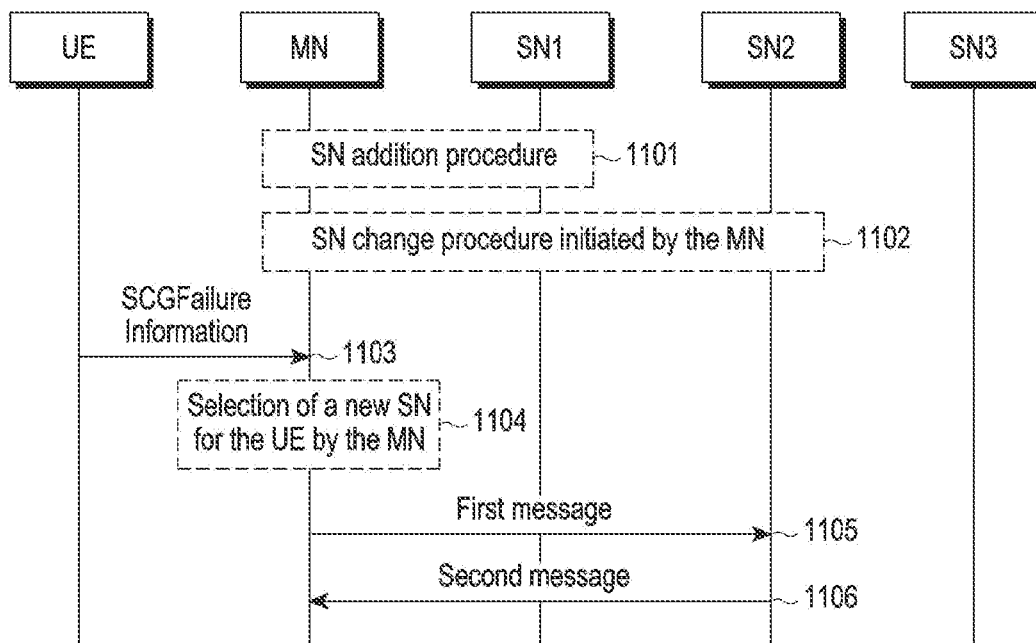 UE MN SN1 SN2 SN3
SN addition procedure 1101
SN change procedure initiated by the MN 1102
SCGFailure
Information
1103
Selection of a new SN
for the UE by the MN
1104
First message
1105
Second message
1106